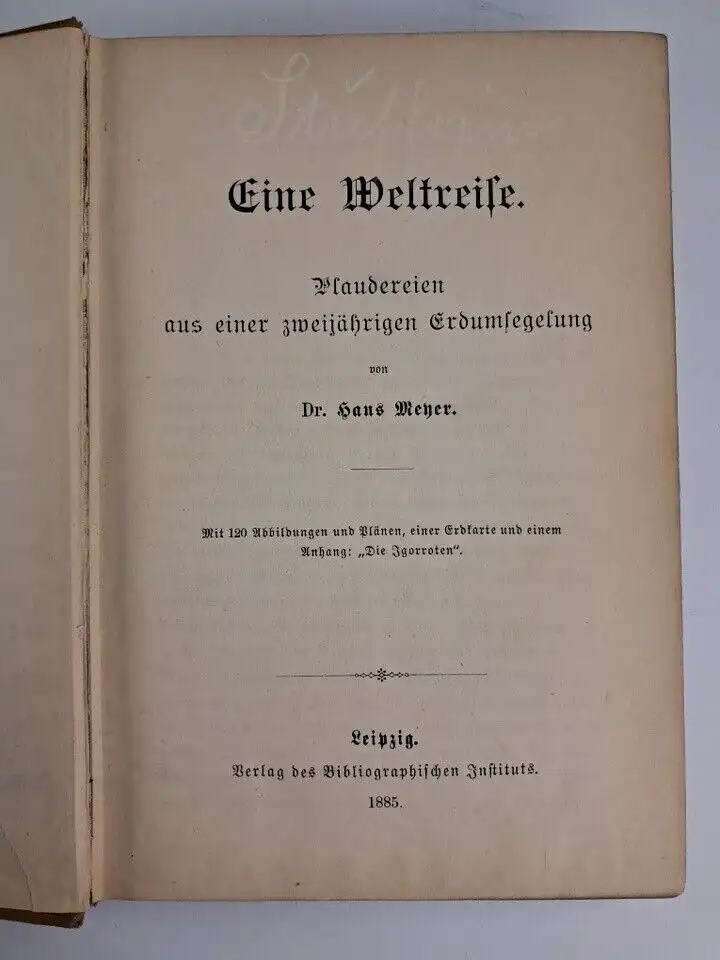 Eine Weltreiſe.
Plaudereien
aus einer zweijährigen Erdumſegelung
von
Dr. Hans Meyer.
Mit 120 Abbildungen und Plänen, einer Erdkarte und einem
Anhang: „Die Igorroten“.
Leipzig.
Verlag des Bibliographiſchen Inſtituts.
1885.